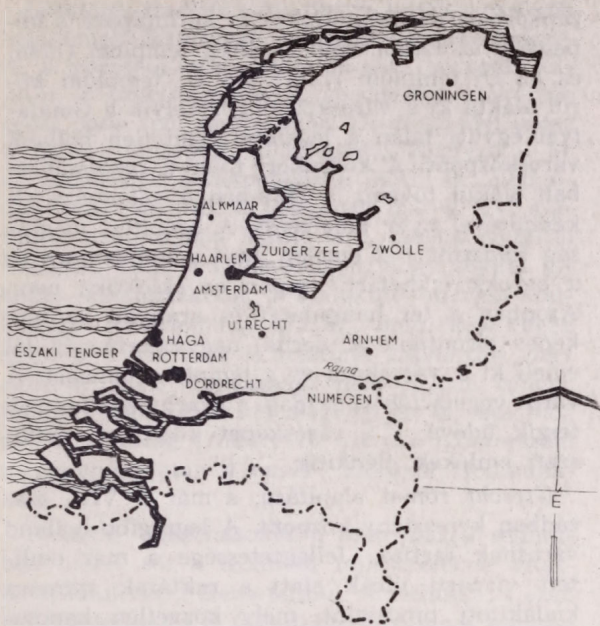 GRONINGEN
ALKMAAR
HAARLEM
ZUIDER ZEE
ZWOLLE
AMSTERDAM
UTRECHT
ÉSZAKI TENGER
HÁGA
ARNHEM
ROTTERDAM
Rajna
DORDRECHT
NIJMEGEN
É